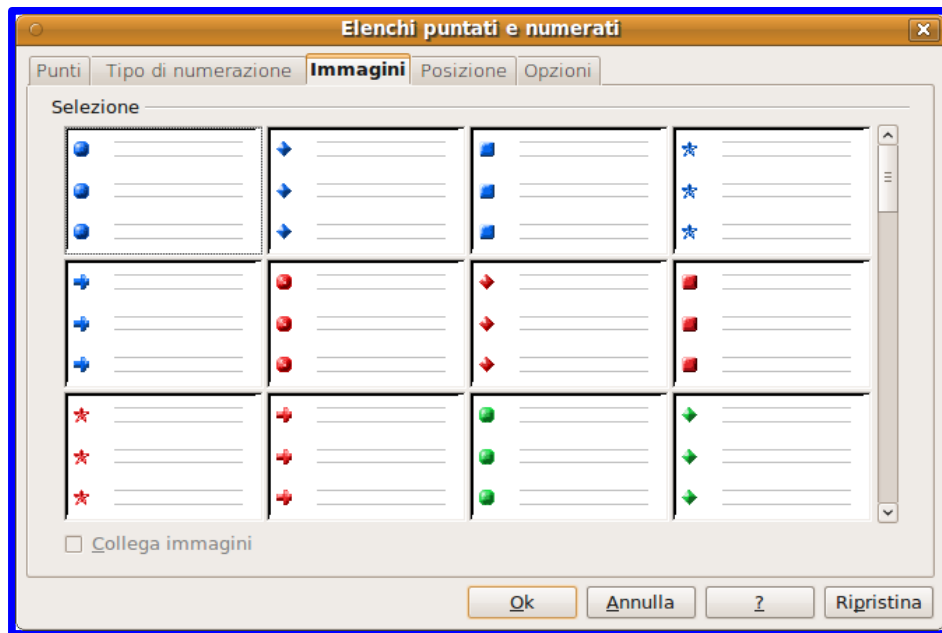 Elenchi puntati e numerati
Punti Tipo di numerazione Immagini Posizione Opzioni
Selezione
Collega immagini
Ok Annulla ? Ripristina